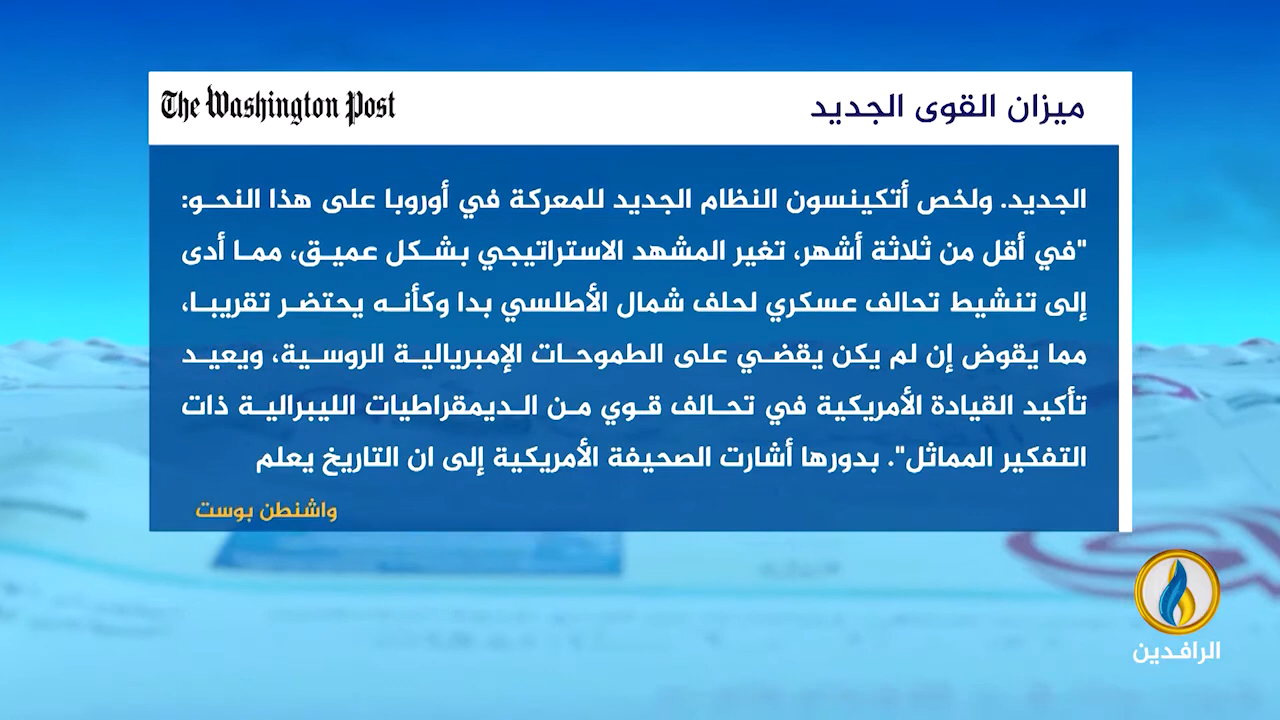 ميزان القوى الجديد
The Washington Post
الجديد. ولخص أتكينسون النظام الجديد للمعركة في أوروبا على هذا النحو:
"في أقل من ثلاثة أشهر، تغير المشهد الاستراتيجي بشكل عميق، مما أدى
إلى تنشيط تحالف عسكري لحلف شمال الأطلسي بدا وكأنه يحتضر تقريبا،
مما يقوض إن لم يكن يقضي على الطموحات الإمبريالية الروسية، ويعيد
تأكيد القيادة الأمريكية في تحالف قوي من الديمقراطيات الليبرالية ذات
التفكير المماثل". بدورها أشارت الصحيفة الأمريكية إلى ان التاريخ يعلم
واشنطن بوست
الرافدين